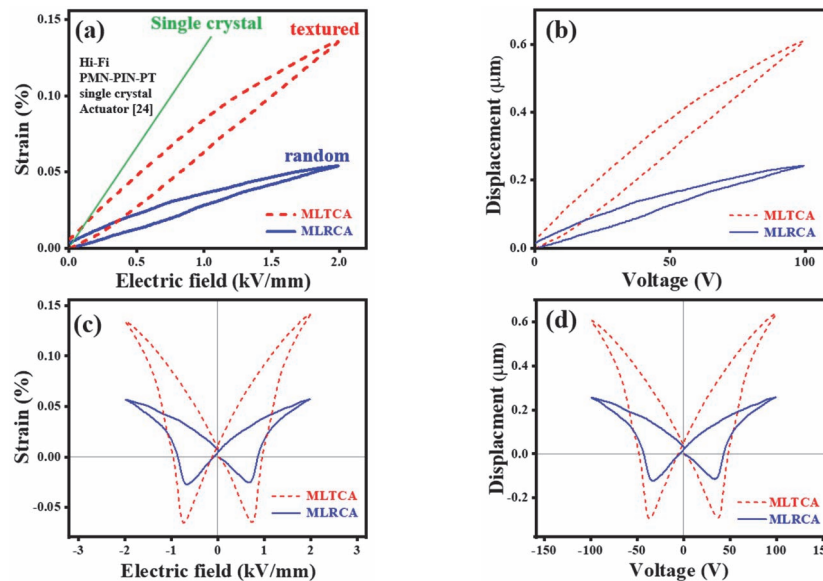 (a)
Single crystal
textured
Hi-Fi
PMN-PIN-PT
single crystal
Actuator [24]
random
MLTCA
MLRCA
Strain (%)
0.15
0.10
0.05
0.00
0.0 0.5 1.0 1.5 2.0
Electric field (kV/mm)
(b)
MLTCA
MLRCA
Displacement (μm)
0.6
0.4
0.2
0.0
0 50 100
Voltage (V)
(c)
MLTCA
MLRCA
Strain (%)
0.15
0.10
0.05
0.00
-0.05
-3 -2 -1 0 1 2 3
Electric field (kV/mm)
(d)
MLTCA
MLRCA
Displacment (μm)
0.6
0.4
0.2
0.0
-0.2
-150 -100 -50 0 50 100 150
Voltage (V)